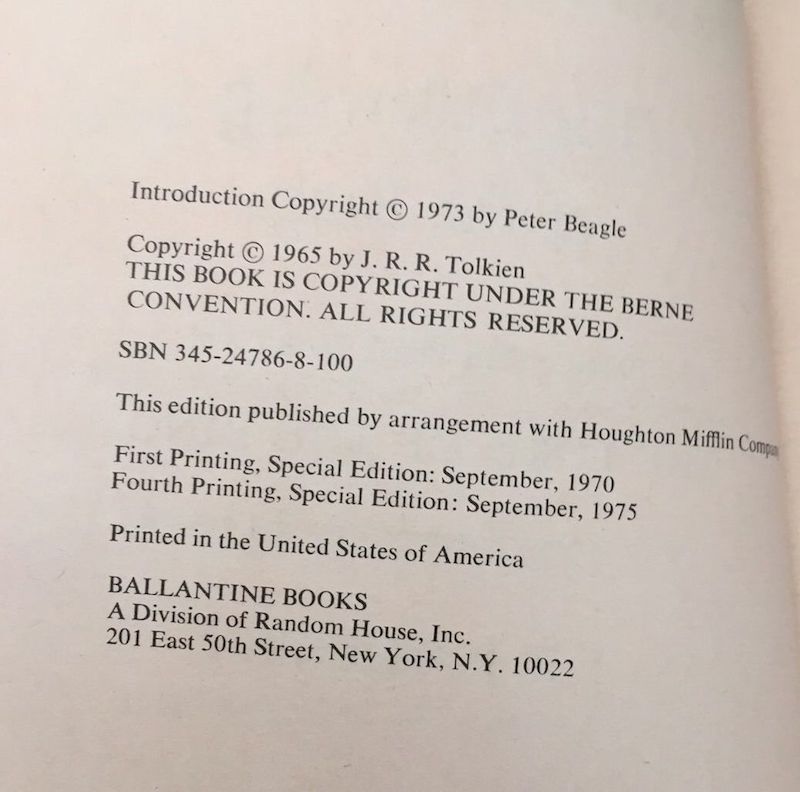 Introduction Copyright © 1973 by Peter Beagle
Copyright © 1965 by J. R. R. Tolkien
THIS BOOK IS COPYRIGHT UNDER THE BERNE
CONVENTION. ALL RIGHTS RESERVED.
SBN 345-24786-8-100
This edition published by arrangement with Houghton Mifflin
First Printing, Special Edition: September, 1970
Fourth Printing, Special Edition: September, 1975
Printed in the United States of America
BALLANTINE BOOKS
A Division of Random House, Inc.
201 East 50th Street, New York, N.Y. 10022